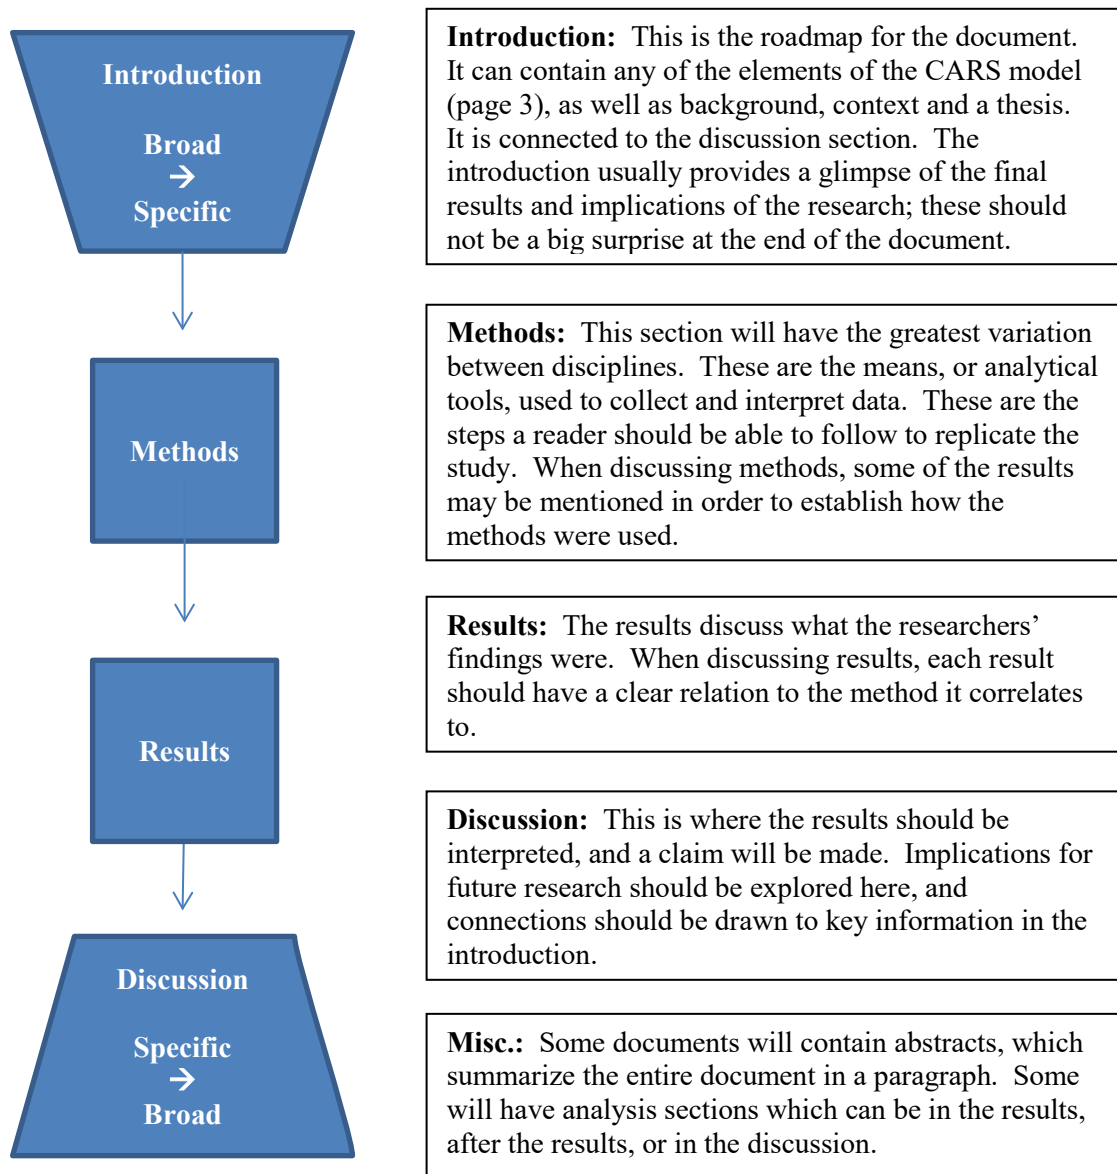 Introduction
Broad
→
Specific
Introduction:  This is the roadmap for the document.
It can contain any of the elements of the CARS model
(page 3), as well as background, context and a thesis.
It is connected to the discussion section.  The
introduction usually provides a glimpse of the final
results and implications of the research; these should
not be a big surprise at the end of the document.
Methods
Methods:  This section will have the greatest variation
between disciplines.  These are the means, or analytical
tools, used to collect and interpret data.  These are the
steps a reader should be able to follow to replicate the
study.  When discussing methods, some of the results
may be mentioned in order to establish how the
methods were used.
Results
Results:  The results discuss what the researchers’
findings were.  When discussing results, each result
should have a clear relation to the method it correlates
to.
Discussion
Specific
→
Broad
Discussion:  This is where the results should be
interpreted, and a claim will be made.  Implications for
future research should be explored here, and
connections should be drawn to key information in the
introduction.
Misc.:  Some documents will contain abstracts, which
summarize the entire document in a paragraph.  Some
will have analysis sections which can be in the results,
after the results, or in the discussion.